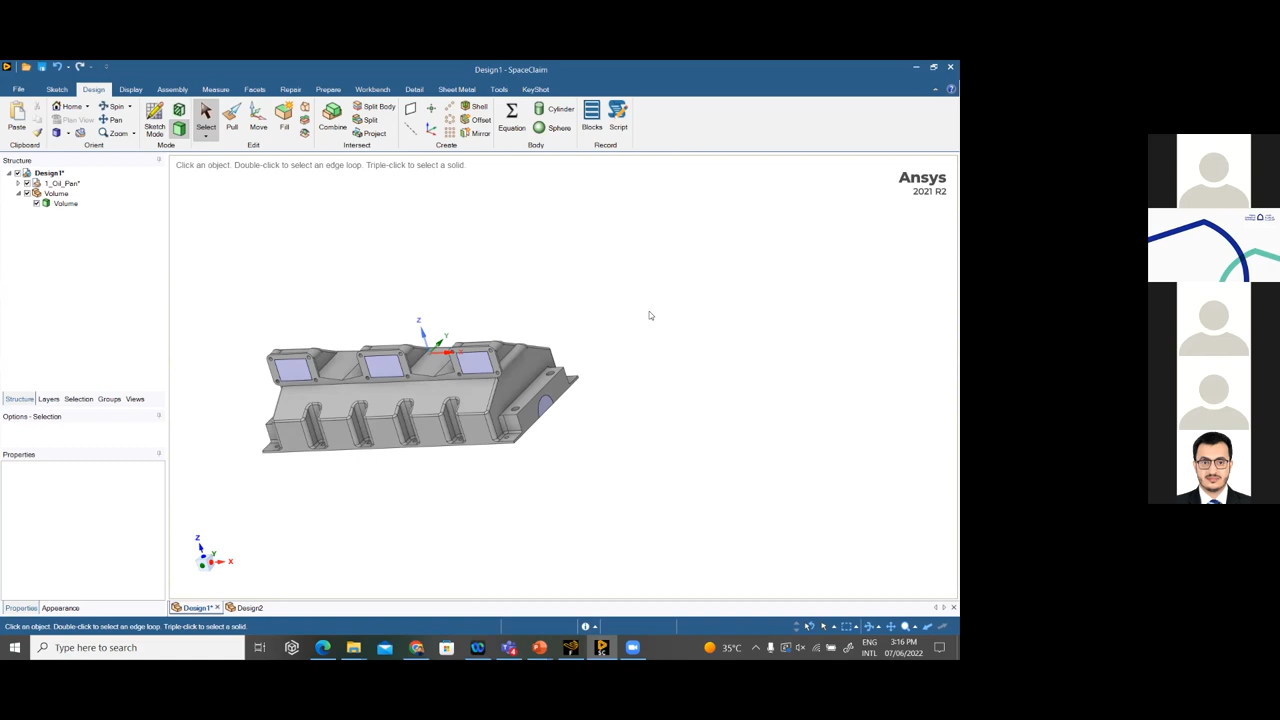 Design1 - SpaceClaim
File Sketch Design Display Assembly Measure Facets Repair Prepare Workbench Detail Sheet Metal Tools KeyShot
Home Spin Split Body Shell Cylinder
Plan View Pan Split Offset
Zoom Project Mirror Sphere
Paste Sketch Mode Select Pull Move Fill Combine Equation Blocks Script
Clipboard Orient Mode Edit Intersect Create Body Record
Structure
Click an object. Double-click to select an edge loop. Triple-click to select a solid.
Design1*
1_Oil_Pan*
Volume
Volume
Ansys
2021 R2
Z
Y
X
Structure Layers Selection Groups Views
Options - Selection
Properties
Z
Y
X
Properties Appearance
Design1* Design2
Click an object. Double-click to select an edge loop. Triple-click to select a solid.
Type here to search
35°C
ENG
INTL
3:16 PM
07/06/2022